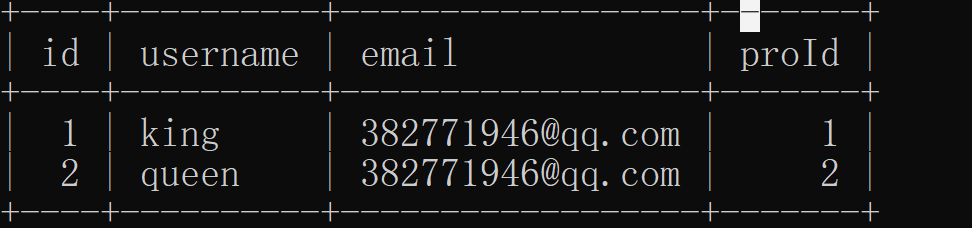 +-----+----------+------------------+-------+
| id | username | email | proId |
+-----+----------+------------------+-------+
| 1 | king | 382771946@qq.com | 1 |
| 2 | queen | 382771946@qq.com | 2 |
+-----+----------+------------------+-------+